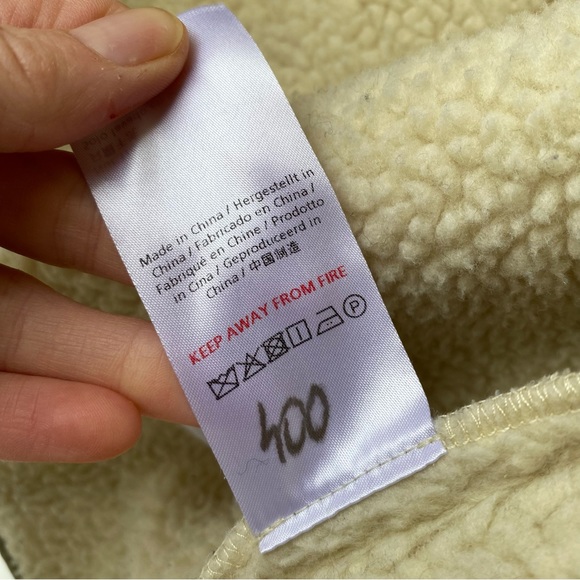 Made in China / Hergestellt in
China / Fabricado en China /
Fabriqué en Chine / Prodotto
in Cina / Geproduceerd in
China / 中国制造
KEEP AWAY FROM FIRE
P
400